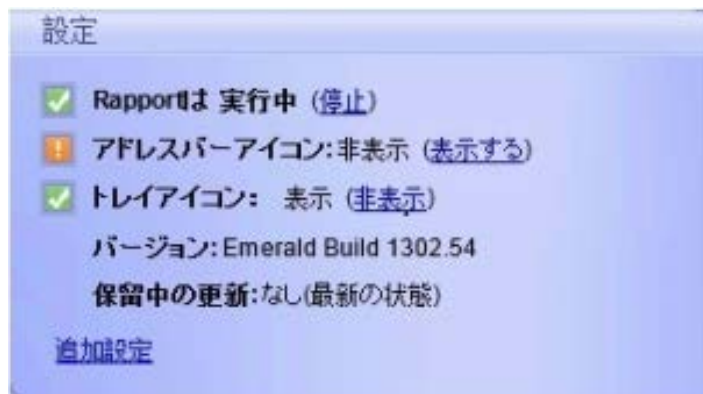 設定
Rapportは 実行中 (停止)
アドレスバーアイコン:非表示 (表示する)
トレイアイコン: 表示 (非表示)
バージョン:Emerald Build 1302.54
保留中の更新:なし(最新の状態)
追加設定